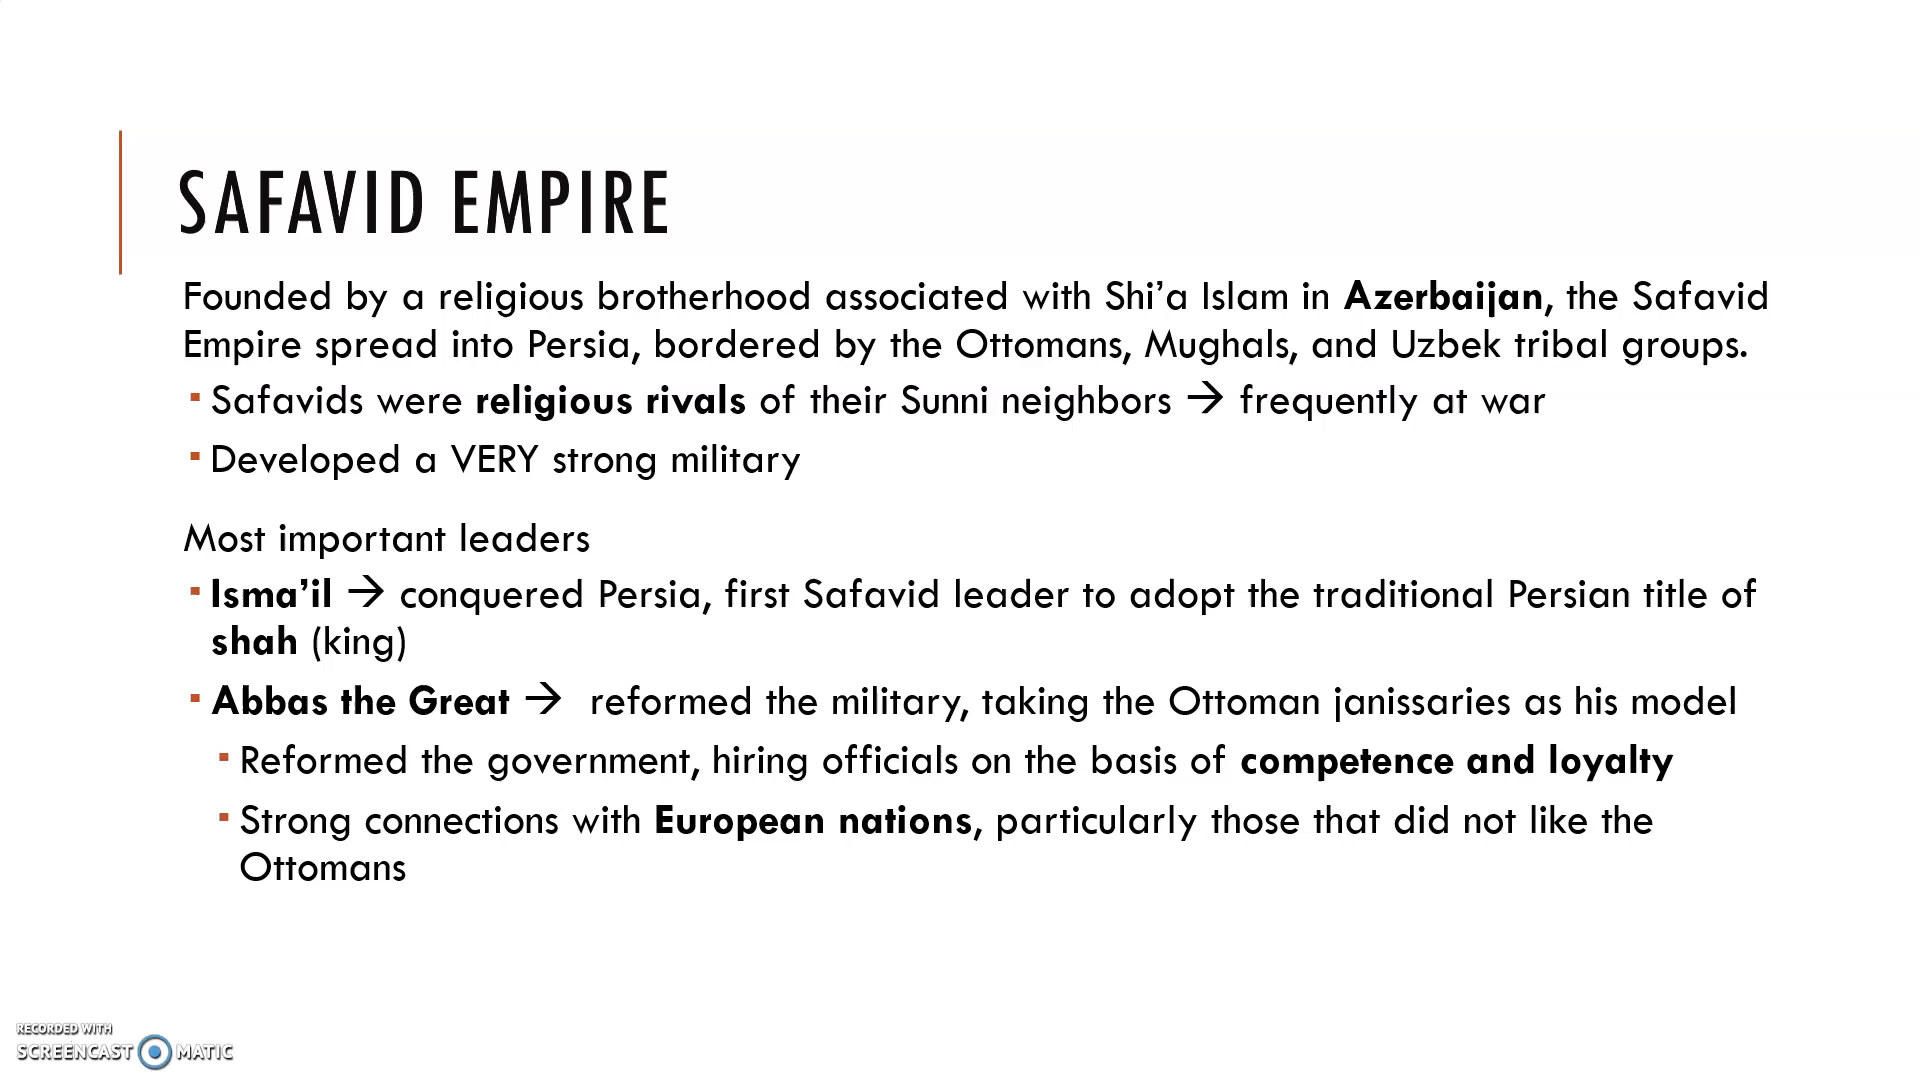 SAFAVID EMPIRE
Founded by a religious brotherhood associated with Shi’a Islam in Azerbaijan, the Safavid
Empire spread into Persia, bordered by the Ottomans, Mughals, and Uzbek tribal groups.
▪ Safavids were religious rivals of their Sunni neighbors → frequently at war
▪ Developed a VERY strong military
Most important leaders
▪ Isma’il → conquered Persia, first Safavid leader to adopt the traditional Persian title of
shah (king)
▪ Abbas the Great → reformed the military, taking the Ottoman janissaries as his model
▪ Reformed the government, hiring officials on the basis of competence and loyalty
▪ Strong connections with European nations, particularly those that did not like the
Ottomans
RECORDED WITH
SCREENCAST MATIC